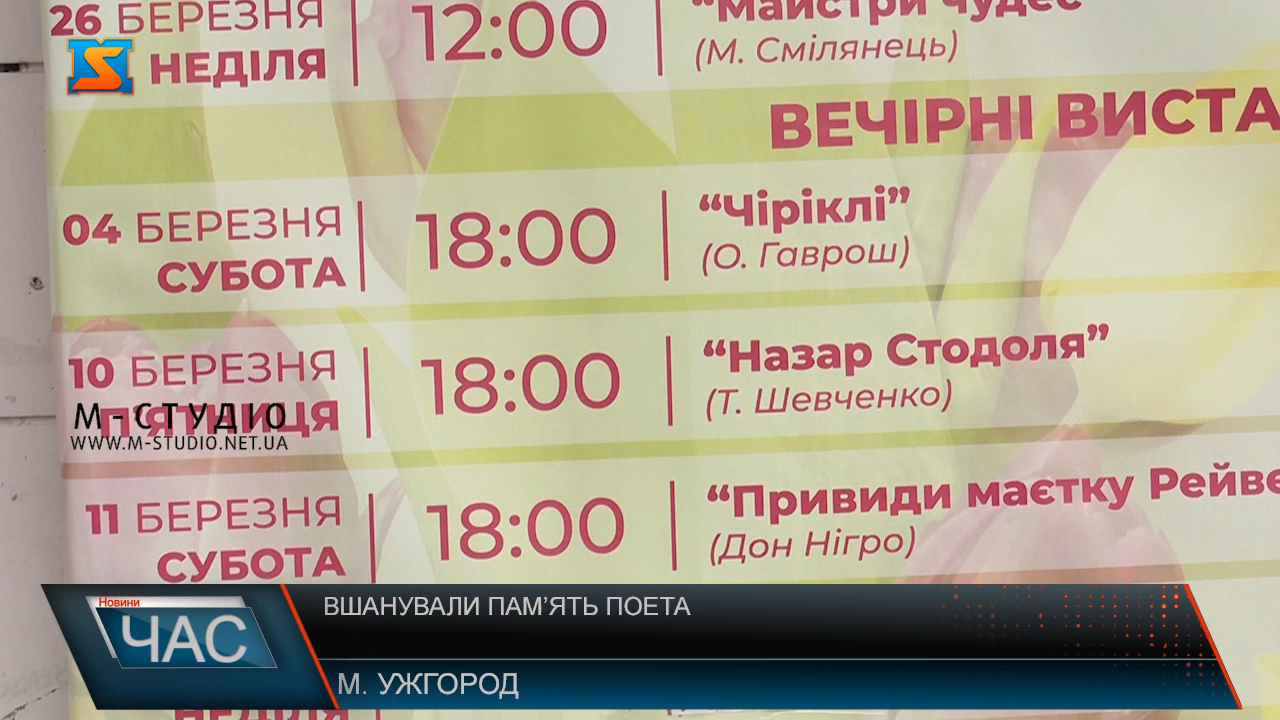 26 БЕРЕЗНЯ
НЕДІЛЯ
12:00
“Майстри чудес”
(М. Смілянець)
ВЕЧІРНІ ВИСТА
04 БЕРЕЗНЯ
СУБОТА
18:00
“Чіріклі”
(О. Гаврош)
10 БЕРЕЗНЯ
П'ЯТНИЦЯ
18:00
“Назар Стодоля”
(Т. Шевченко)
М-СТУДІО
WWW.M-STUDIO.NET.UA
11 БЕРЕЗНЯ
СУБОТА
18:00
“Привиди маєтку Рейве
(Дон Нігро)
Новини
ЧАС
ВШАНУВАЛИ ПАМ’ЯТЬ ПОЕТА
М. УЖГОРОД
НЕДІЛЯ